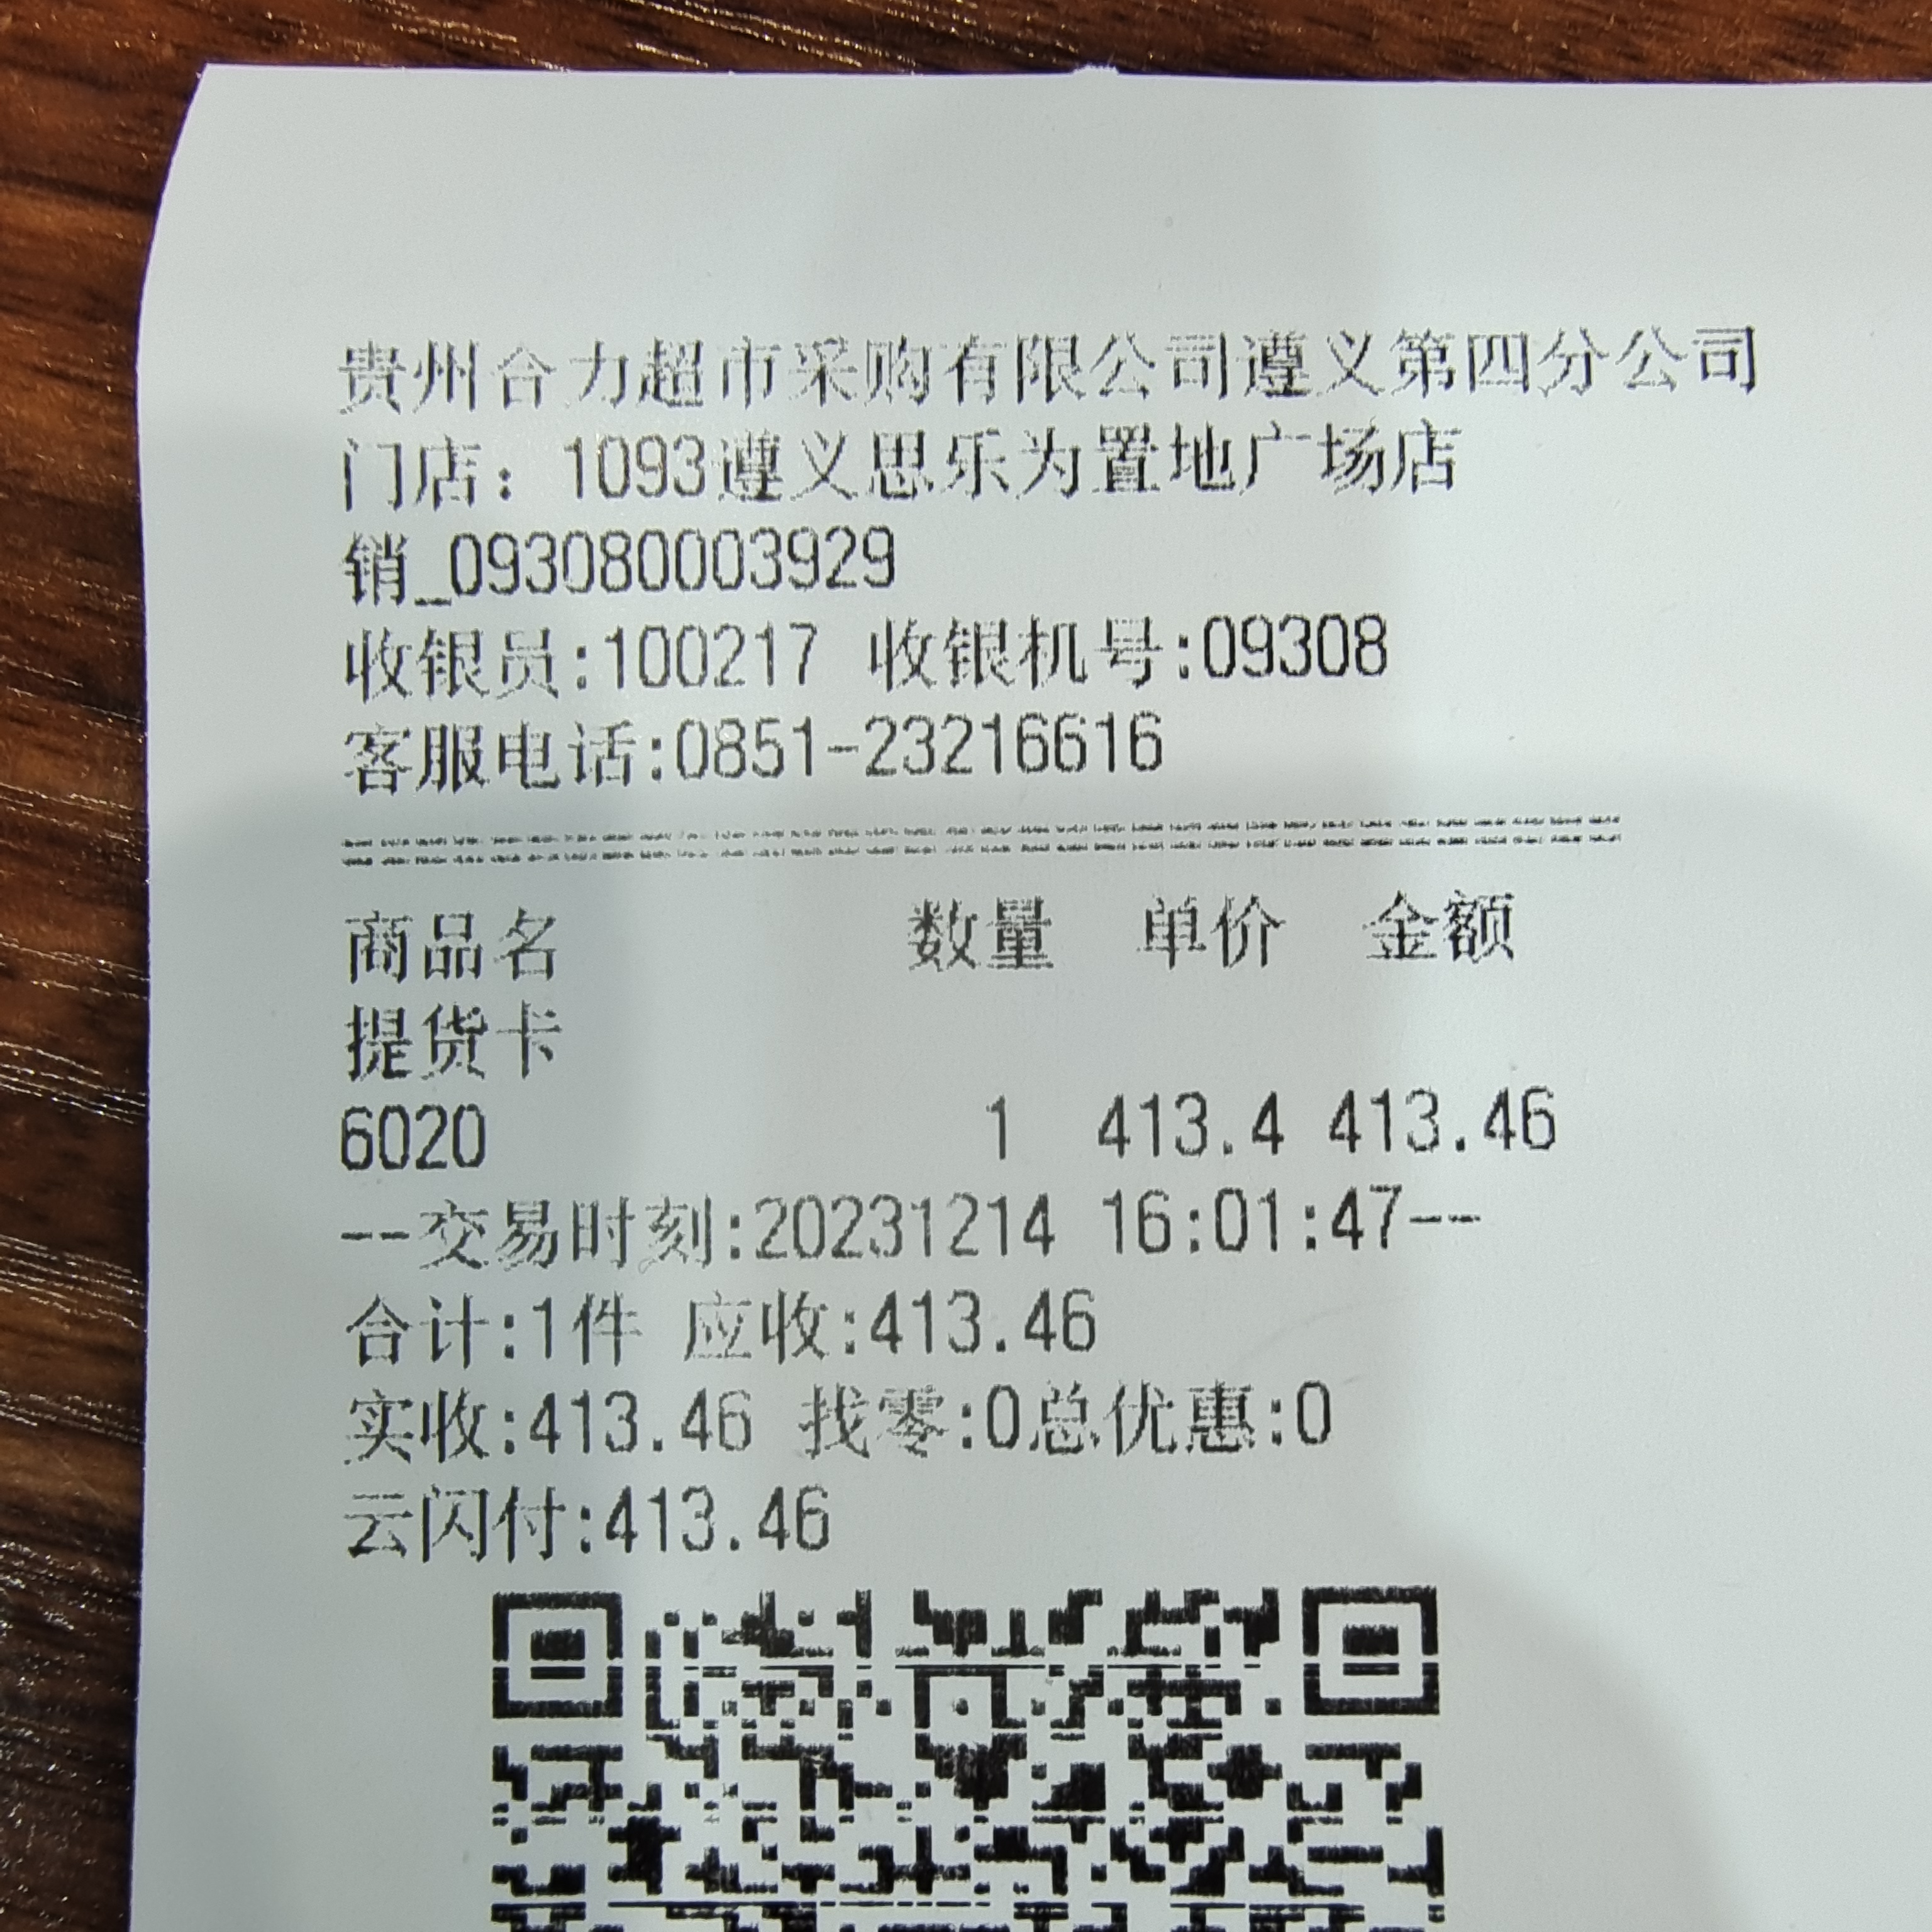 贵州合力超市采购有限公司遵义第四分公司
门店：1093遵义思乐为置地广场店
销_093080003929
收银员:100217 收银机号:09308
客服电话:0851-23216616
商品名 数量 单价 金额
提货卡
6020 1 413.4 413.46
--交易时刻:20231214 16:01:47--
合计:1件 应收:413.46
实收:413.46 找零:0总优惠:0
云闪付:413.46